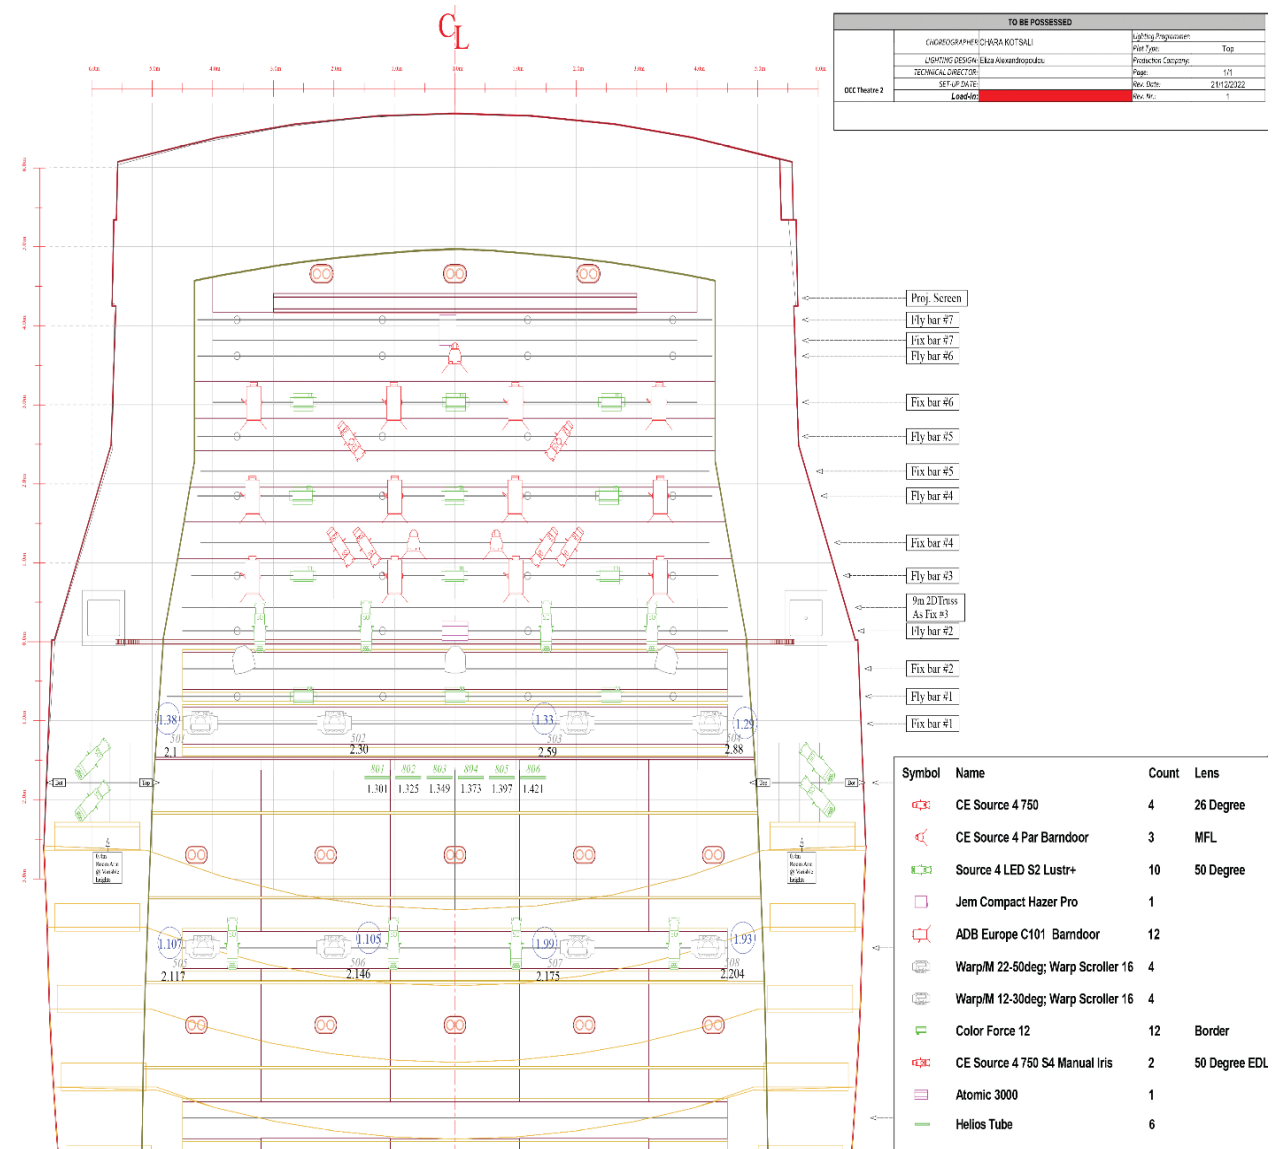 CL
TO BE POSSESSED
CHOREOGRAPHER: CHARA KOTSALI
Lighting Programmer:
Plot Type: Top
LIGHTING DESIGN: Eliza Alexandropoulou
Production Company:
TECHNICAL DIRECTOR:
Page: 1/1
SET-UP DATE:
Rev. Date: 21/12/2022
OCC Theatre 2
Load-in:
Rev. Nr.: 1
Proj. Screen
Fly bar #7
Fix bar #7
Fly bar #6
Fix bar #6
Fly bar #5
Fix bar #5
Fly bar #4
Fix bar #4
Fly bar #3
9m 2DTruss
As Fix #3
Fly bar #2
Fix bar #2
Fly bar #1
Fix bar #1
1.38 1.33 1.29
501 502 503 504
2.1 2.30 2.59 2.88
801 802 803 804 805 806
1.301 1.325 1.349 1.373 1.397 1.421
1.107 1.105 1.99 1.93
505 506 507 508
2.117 2.146 2.175 2.204
Symbol Name Count Lens
CE Source 4 750 4 26 Degree
CE Source 4 Par Barndoor 3 MFL
Source 4 LED S2 Lustr+ 10 50 Degree
Jem Compact Hazer Pro 1
ADB Europe C101 Barndoor 12
Warp/M 22-50deg; Warp Scroller 16 4
Warp/M 12-30deg; Warp Scroller 16 4
Color Force 12 12 Border
CE Source 4 750 S4 Manual Iris 2 50 Degree EDL
Atomic 3000 1
Helios Tube 6